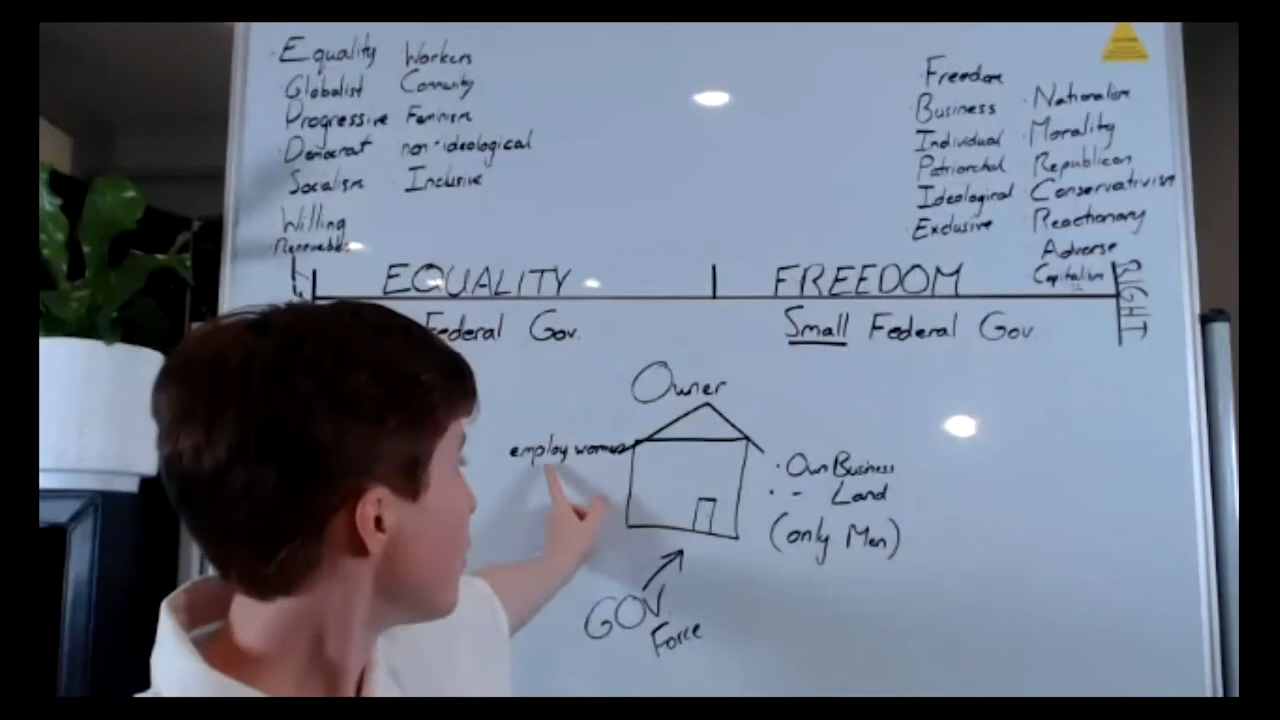 Equality Workers
Globalist Community
Progressive Feminism
Democrat non-ideological
Socialism Inclusive
Willing
Renewable
Freedom
Business Nationalism
Individual Morality
Patriarchal Republican
Ideological Conservativism
Exclusive Reactionary
Adverse
Capitalism
EQUALITY FREEDOM
RIGHT
Federal Gov. Small Federal Gov.
Owner
employ women
· Own Business
· - Land
(only Men)
GOV
Force